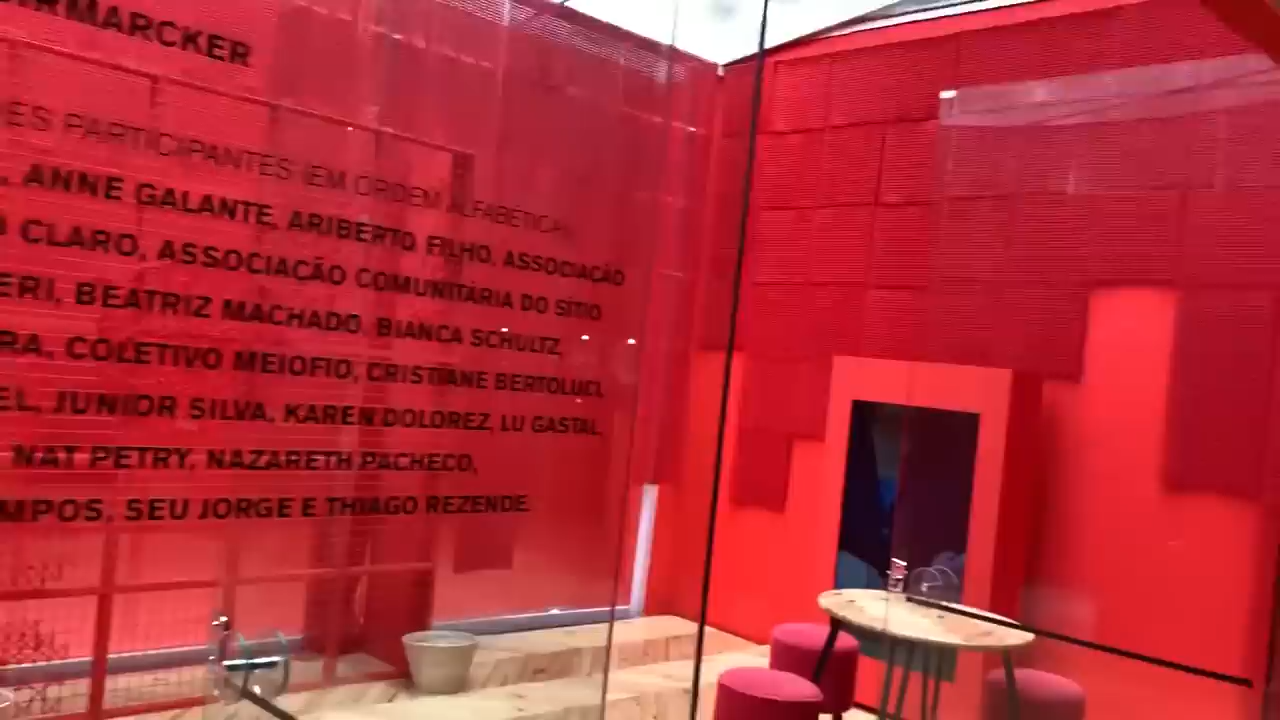 ES PARTICIPANTES (EM ORDEM ALFABÉTICA)
ANNE GALANTE, ARIBERTO FILHO, ASSOCIAÇÃO
CLARO, ASSOCIAÇÃO COMUNITÁRIA DO SÍTIO
ERI, BEATRIZ MACHADO, BIANCA SCHULTZ,
RA, COLETIVO MEIOFIO, CRISTIANE BERTOLUCI,
EL, JUNIOR SILVA, KAREN DOLOREZ, LU GASTAL,
NAT PETRY, NAZARETH PACHECO,
MPOS, SEU JORGE E THIAGO REZENDE.